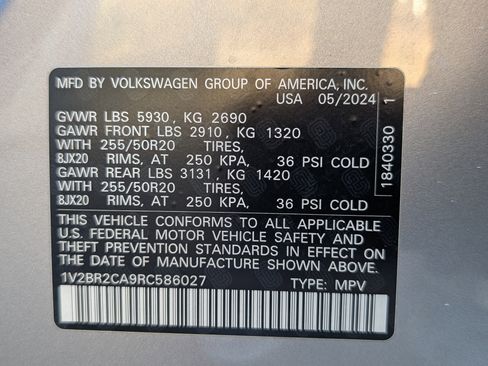 MFD BY VOLKSWAGEN GROUP OF AMERICA, INC.
USA 05/2024
GVWR LBS 5930, KG 2690
GAWR FRONT LBS 2910, KG 1320
WITH 255/50R20 TIRES,
8JX20 RIMS, AT 250 KPA, 36 PSI COLD
GAWR REAR LBS 3131, KG 1420
WITH 255/50R20 TIRES,
8JX20 RIMS, AT 250 KPA, 36 PSI COLD
THIS VEHICLE CONFORMS TO ALL APPLICABLE
U.S. FEDERAL MOTOR VEHICLE SAFETY AND
THEFT PREVENTION STANDARDS IN EFFECT ON
THE DATE OF MANUFACTURE SHOWN ABOVE.
1V2BR2CA9RC586027 TYPE: MPV
1840330 1